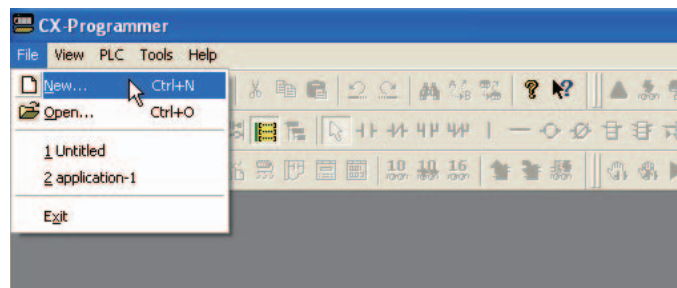 CX-Programmer
File View PLC Tools Help
New... Ctrl+N
Open... Ctrl+O
1 Untitled
2 application-1
Exit
10 10 16